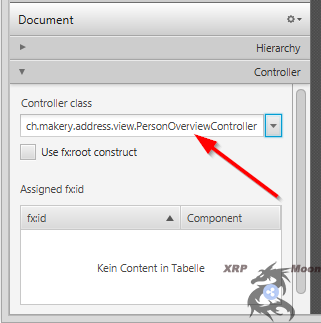 Document
Hierarchy
Controller
Controller class
ch.makery.address.view.PersonOverviewController
Use fx:root construct
Assigned fx:id
fx:id Component
Kein Content in Tabelle
XRP Moon